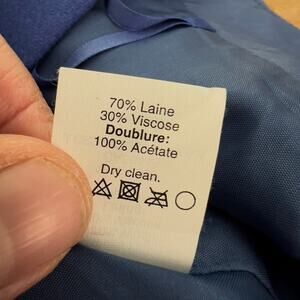 70% Laine
30% Viscose
Doublure:
100% Acétate
Dry clean.